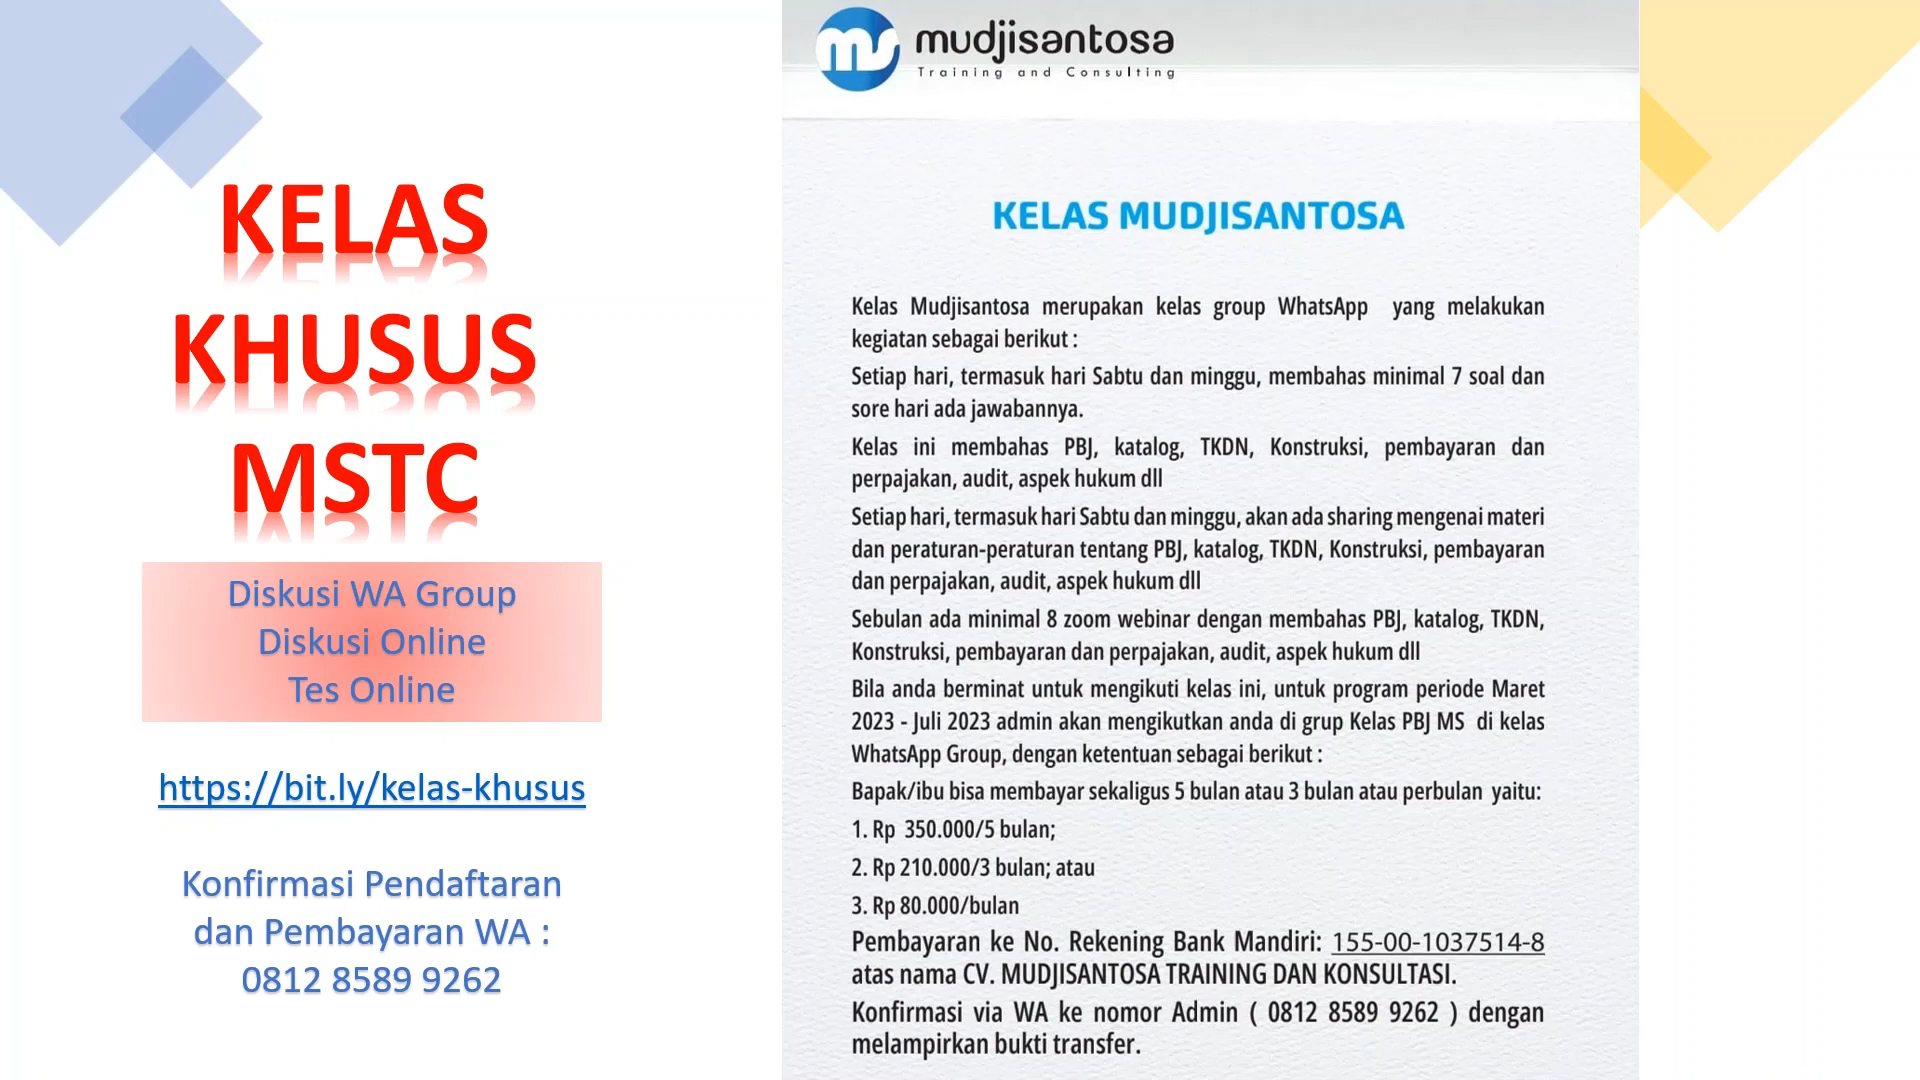 KELAS
KHUSUS
MSTC
Diskusi WA Group
Diskusi Online
Tes Online
https://bit.ly/kelas-khusus
Konfirmasi Pendaftaran
dan Pembayaran WA :
0812 8589 9262
ms mudjisantosa
Training and Consulting
KELAS MUDJISANTOSA
Kelas Mudjisantosa merupakan kelas group WhatsApp yang melakukan
kegiatan sebagai berikut :
Setiap hari, termasuk hari Sabtu dan minggu, membahas minimal 7 soal dan
sore hari ada jawabannya.
Kelas ini membahas PBJ, katalog, TKDN, Konstruksi, pembayaran dan
perpajakan, audit, aspek hukum dll
Setiap hari, termasuk hari Sabtu dan minggu, akan ada sharing mengenai materi
dan peraturan-peraturan tentang PBJ, katalog, TKDN, Konstruksi, pembayaran
dan perpajakan, audit, aspek hukum dll
Sebulan ada minimal 8 zoom webinar dengan membahas PBJ, katalog, TKDN,
Konstruksi, pembayaran dan perpajakan, audit, aspek hukum dll
Bila anda berminat untuk mengikuti kelas ini, untuk program periode Maret
2023 - Juli 2023 admin akan mengikutkan anda di grup Kelas PBJ MS di kelas
WhatsApp Group, dengan ketentuan sebagai berikut :
Bapak/ibu bisa membayar sekaligus 5 bulan atau 3 bulan atau perbulan yaitu:
1. Rp 350.000/5 bulan;
2. Rp 210.000/3 bulan; atau
3. Rp 80.000/bulan
Pembayaran ke No. Rekening Bank Mandiri: 155-00-1037514-8
atas nama CV. MUDJISANTOSA TRAINING DAN KONSULTASI.
Konfirmasi via WA ke nomor Admin ( 0812 8589 9262 ) dengan
melampirkan bukti transfer.